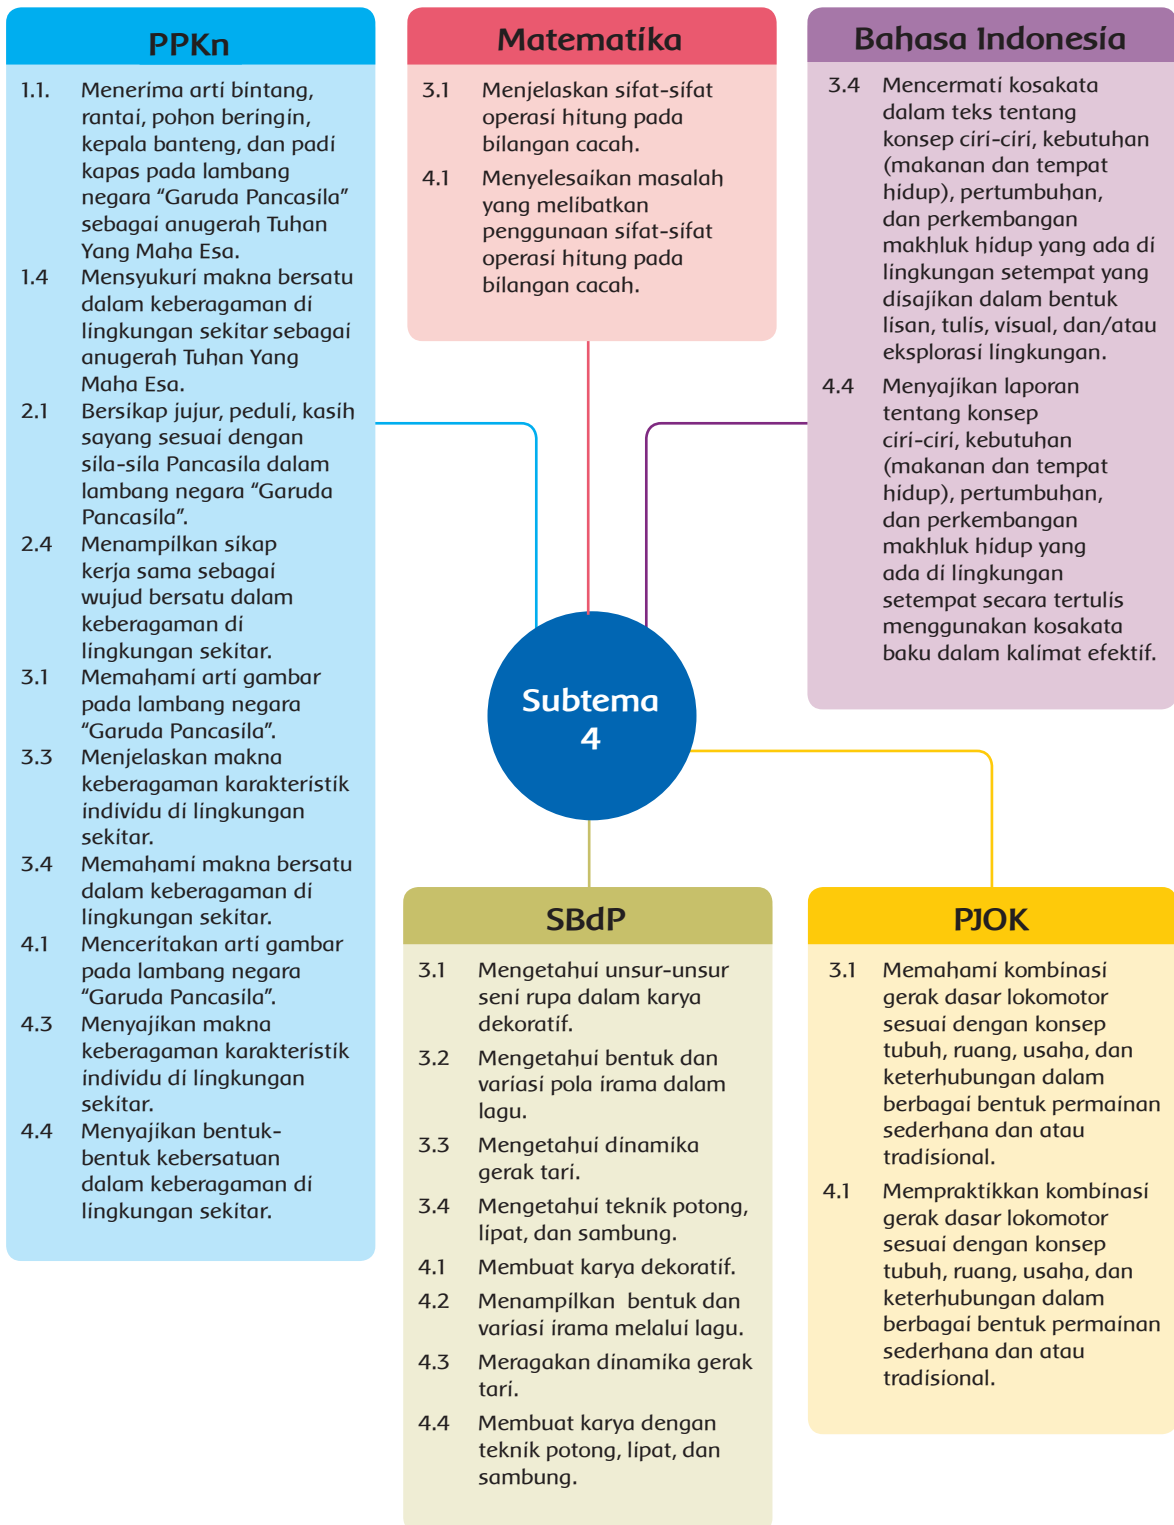 PPKn
1.1. Menerima arti bintang,
rantai, pohon beringin,
kepala banteng, dan padi
kapas pada lambang
negara “Garuda Pancasila”
sebagai anugerah Tuhan
Yang Maha Esa.
1.4 Mensyukuri makna bersatu
dalam keberagaman di
lingkungan sekitar sebagai
anugerah Tuhan Yang
Maha Esa.
2.1 Bersikap jujur, peduli, kasih
sayang sesuai dengan
sila-sila Pancasila dalam
lambang negara “Garuda
Pancasila”.
2.4 Menampilkan sikap
kerja sama sebagai
wujud bersatu dalam
keberagaman di
lingkungan sekitar.
3.1 Memahami arti gambar
pada lambang negara
“Garuda Pancasila”.
3.3 Menjelaskan makna
keberagaman karakteristik
individu di lingkungan
sekitar.
3.4 Memahami makna bersatu
dalam keberagaman di
lingkungan sekitar.
4.1 Menceritakan arti gambar
pada lambang negara
“Garuda Pancasila”.
4.3 Menyajikan makna
keberagaman karakteristik
individu di lingkungan
sekitar.
4.4 Menyajikan bentuk-
bentuk kebersatuan
dalam keberagaman di
lingkungan sekitar.
Matematika
3.1 Menjelaskan sifat-sifat
operasi hitung pada
bilangan cacah.
4.1 Menyelesaikan masalah
yang melibatkan
penggunaan sifat-sifat
operasi hitung pada
bilangan cacah.
Bahasa Indonesia
3.4 Mencermati kosakata
dalam teks tentang
konsep ciri-ciri, kebutuhan
(makanan dan tempat
hidup), pertumbuhan,
dan perkembangan
makhluk hidup yang ada di
lingkungan setempat yang
disajikan dalam bentuk
lisan, tulis, visual, dan/atau
eksplorasi lingkungan.
4.4 Menyajikan laporan
tentang konsep
ciri-ciri, kebutuhan
(makanan dan tempat
hidup), pertumbuhan,
dan perkembangan
makhluk hidup yang
ada di lingkungan
setempat secara tertulis
menggunakan kosakata
baku dalam kalimat efektif.
Subtema
4
SBdP
3.1 Mengetahui unsur-unsur
seni rupa dalam karya
dekoratif.
3.2 Mengetahui bentuk dan
variasi pola irama dalam
lagu.
3.3 Mengetahui dinamika
gerak tari.
3.4 Mengetahui teknik potong,
lipat, dan sambung.
4.1 Membuat karya dekoratif.
4.2 Menampilkan bentuk dan
variasi irama melalui lagu.
4.3 Meragakan dinamika gerak
tari.
4.4 Membuat karya dengan
teknik potong, lipat, dan
sambung.
PJOK
3.1 Memahami kombinasi
gerak dasar lokomotor
sesuai dengan konsep
tubuh, ruang, usaha, dan
keterhubungan dalam
berbagai bentuk permainan
sederhana dan atau
tradisional.
4.1 Mempraktikkan kombinasi
gerak dasar lokomotor
sesuai dengan konsep
tubuh, ruang, usaha, dan
keterhubungan dalam
berbagai bentuk permainan
sederhana dan atau
tradisional.